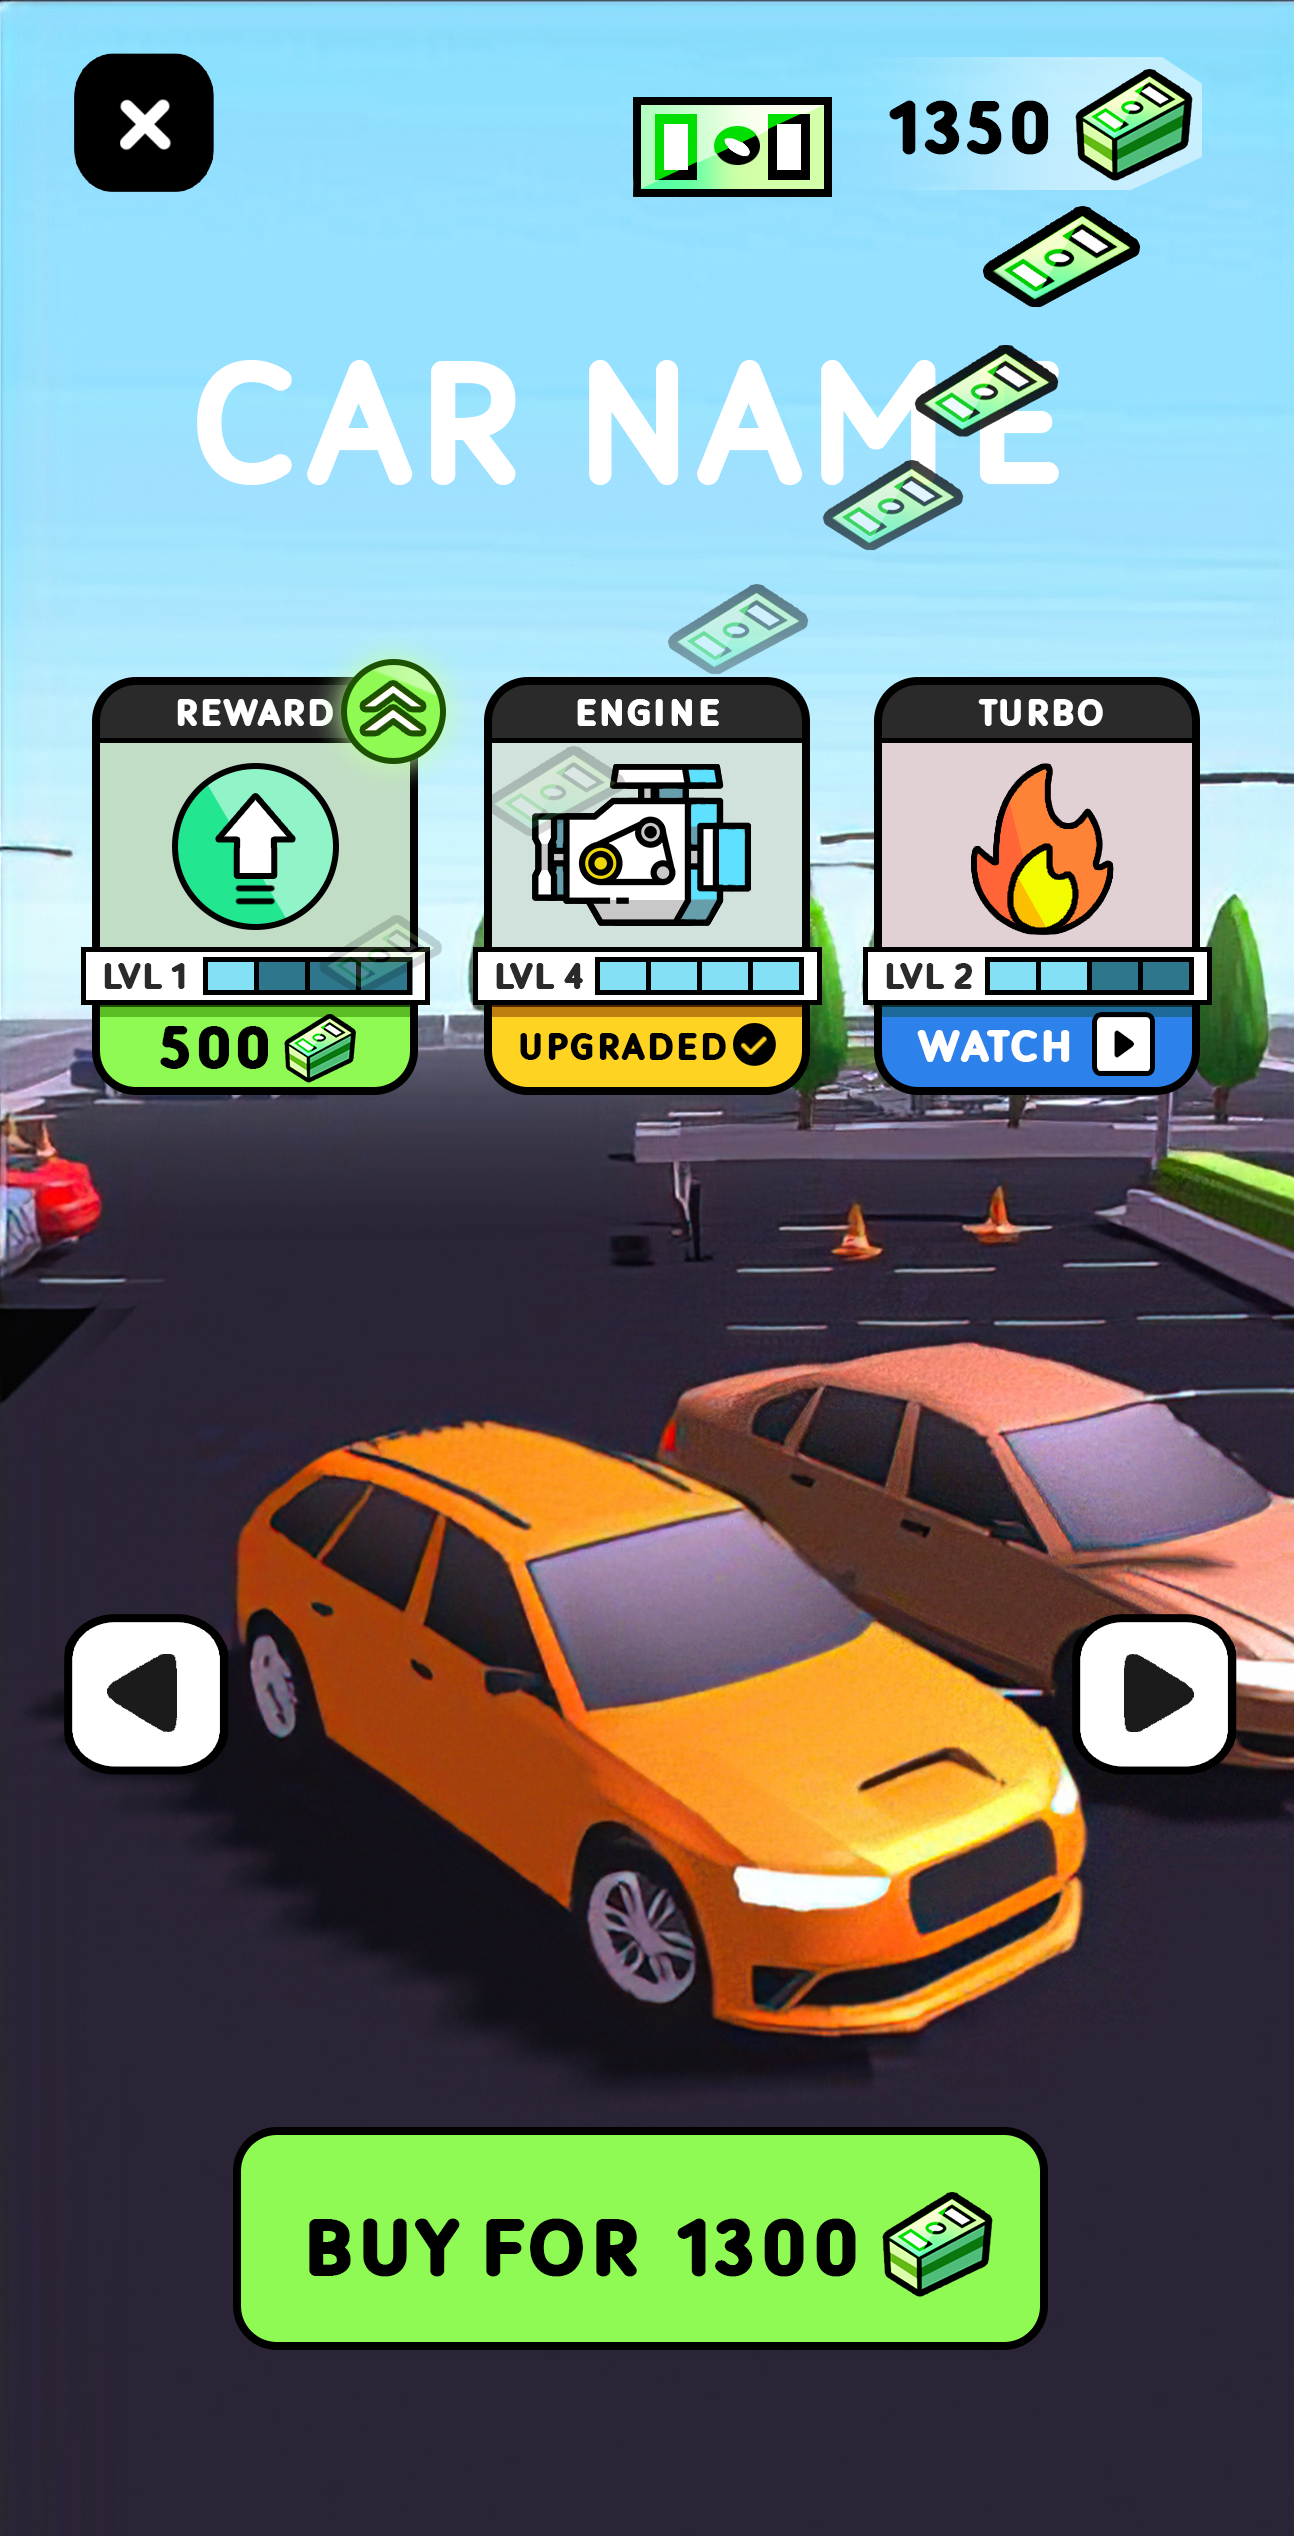 1350
CAR NAME
REWARD
ENGINE
TURBO
LVL 1
LVL 4
LVL 2
500
UPGRADED
WATCH
BUY FOR 1300